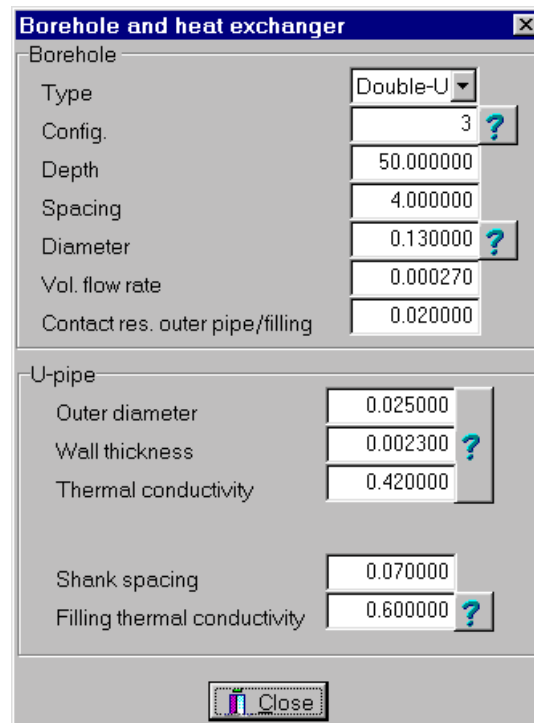 Borehole and heat exchanger
Borehole
Type Double-U
Config. 3 ?
Depth 50.000000
Spacing 4.000000
Diameter 0.130000 ?
Vol. flow rate 0.000270
Contact res. outer pipe/filling 0.020000
U-pipe
Outer diameter 0.025000
Wall thickness 0.002300 ?
Thermal conductivity 0.420000
Shank spacing 0.070000
Filling thermal conductivity 0.600000 ?
Close